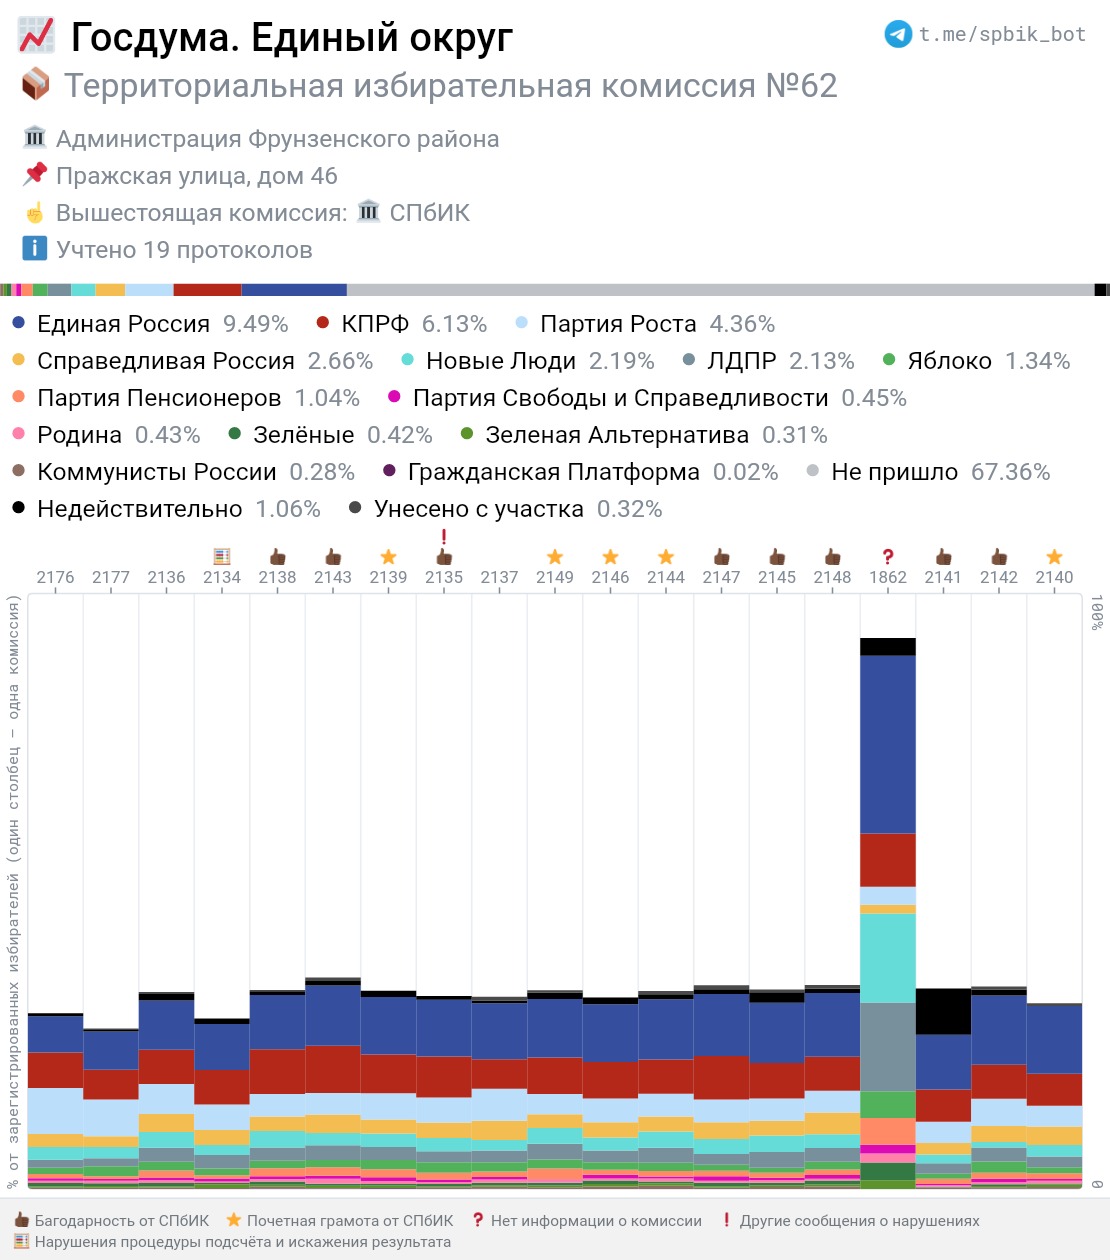 Госдума. Единый округ
t.me/spbik_bot
Территориальная избирательная комиссия №62
Администрация Фрунзенского района
Пражская улица, дом 46
Вышестоящая комиссия: СПбИК
Учтено 19 протоколов
Единая Россия 9.49% КПРФ 6.13% Партия Роста 4.36%
Справедливая Россия 2.66% Новые Люди 2.19% ЛДПР 2.13% Яблоко 1.34%
Партия Пенсионеров 1.04% Партия Свободы и Справедливости 0.45%
Родина 0.43% Зелёные 0.42% Зеленая Альтернатива 0.31%
Коммунисты России 0.28% Гражданская Платформа 0.02% Не пришло 67.36%
Недействительно 1.06% Унесено с участка 0.32%
2176 2177 2136 2134 2138 2143 2139 2135 2137 2149 2146 2144 2147 2145 2148 1862 2141 2142 2140
% от зарегистрированных избирателей (один столбец – одна комиссия)
100%
0
Багодарность от СПбИК Почетная грамота от СПбИК Нет информации о комиссии Другие сообщения о нарушениях
Нарушения процедуры подсчёта и искажения результата